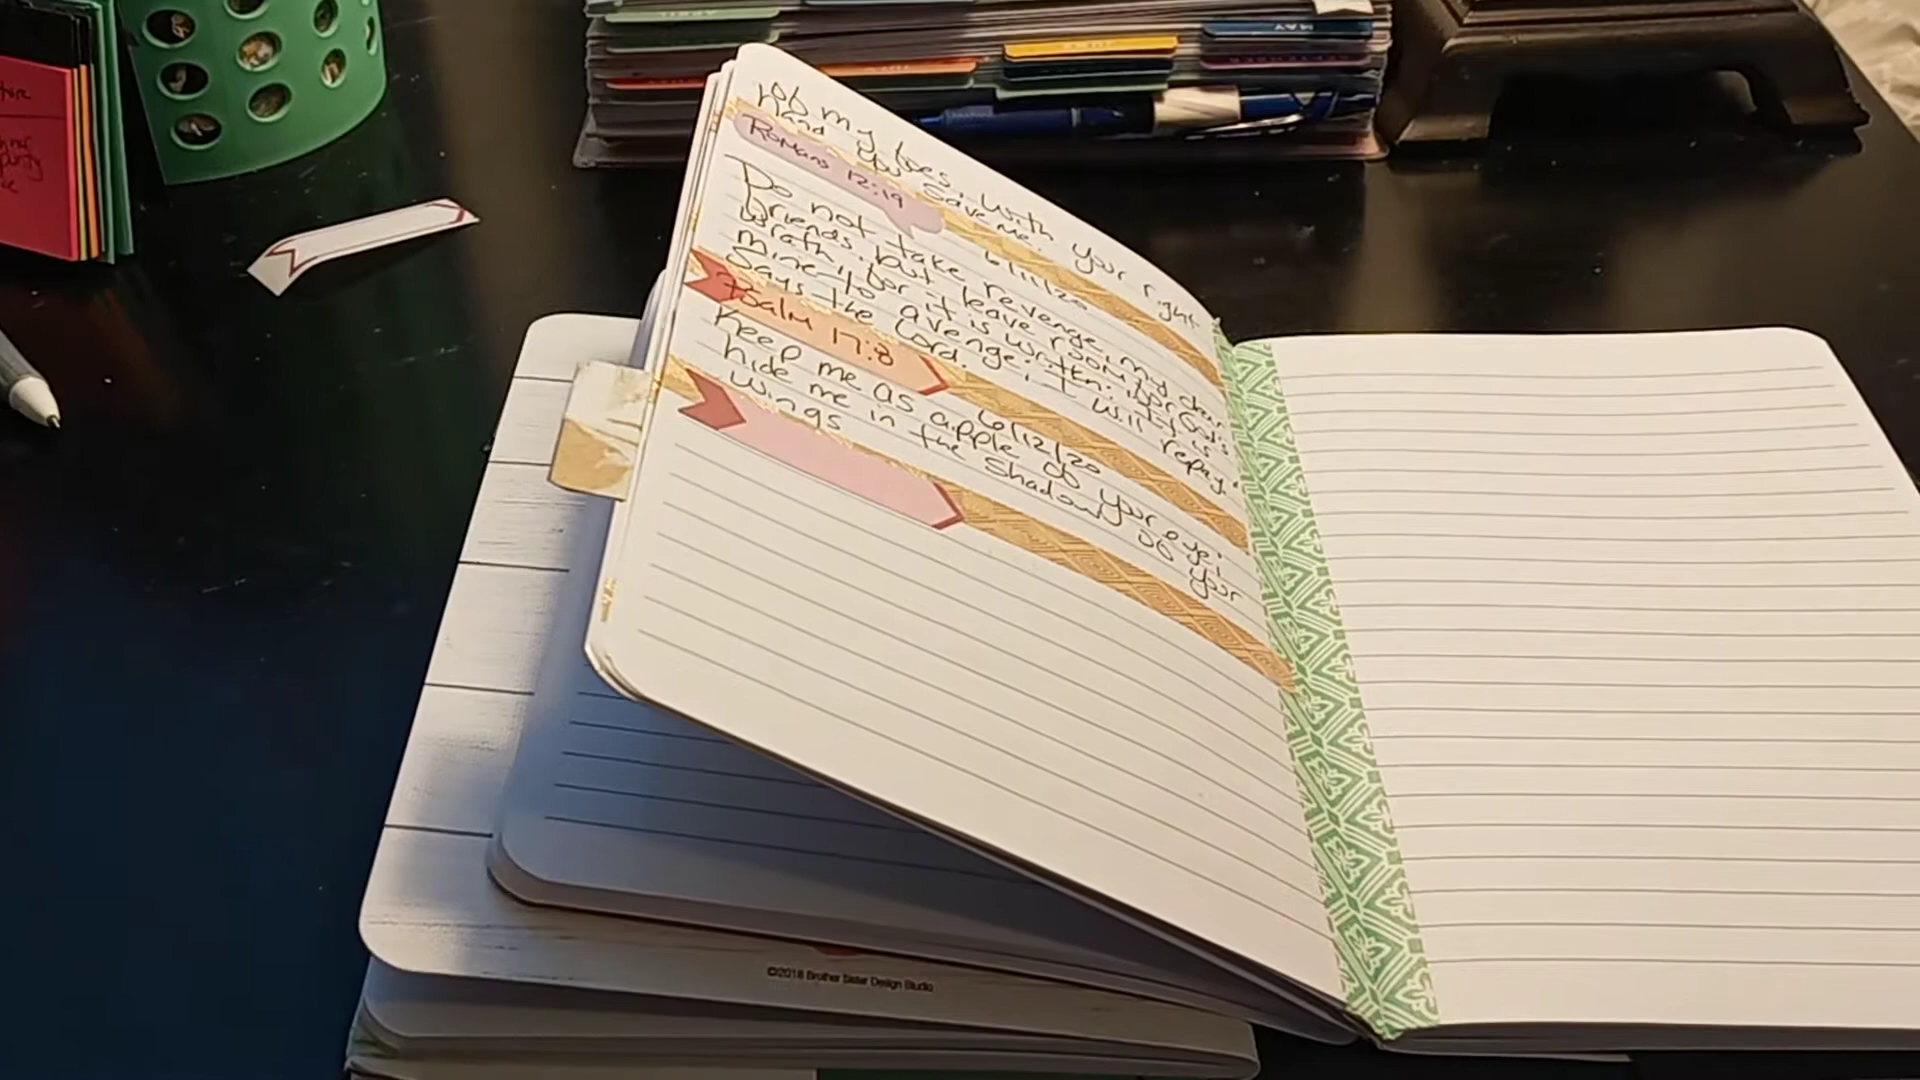 of my foes. With your right
hand you save me.
Romans 12:19
6/11/20
Do not take revenge, my dear
friends, but leave room for God's
wrath, for it is written: it is
mine to avenge; I will repay,
says the Lord.
Psalm 17:8
6/12/20
Keep me as apple of your eye;
hide me in the shadow of your
wings
©2018 Brother Sister Design Studio
MAY